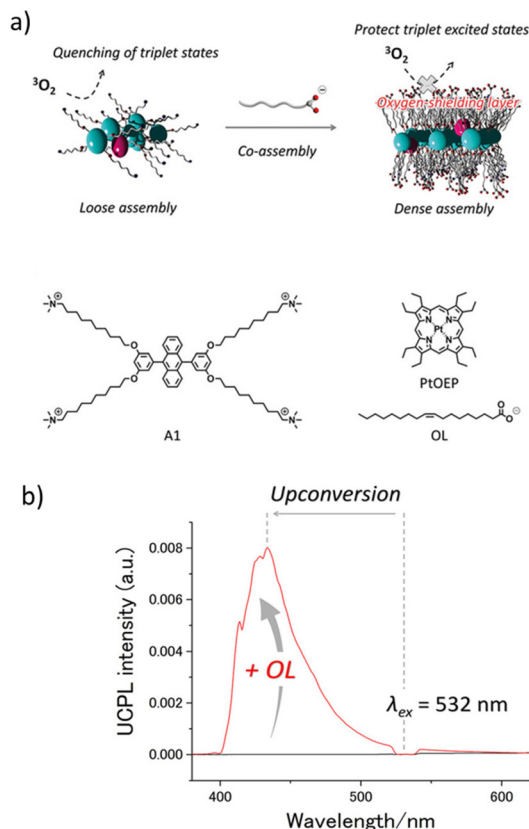 a)
Quenching of triplet states
³O₂
Loose assembly
⊖
Co-assembly
Protect triplet excited states
³O₂
Oxygen-shielding layer
Dense assembly
N⊕
N⊕
O
O
O
O
N⊕
N⊕
A1
N
N
Pt
N
N
PtOEP
O
O⊖
OL
b)
Upconversion
0.008
0.006
0.004
0.002
0.000
UCPL intensity (a.u.)
+ OL
λex = 532 nm
400
500
600
Wavelength/nm